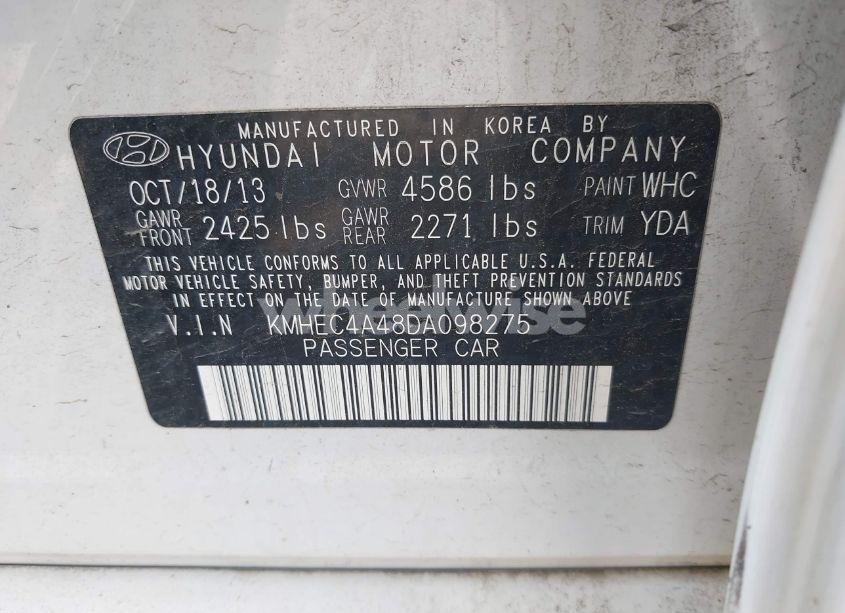 MANUFACTURED IN KOREA BY
HYUNDAI MOTOR COMPANY
OCT/18/13 GVWR 4586 lbs PAINT WHC
GAWR FRONT 2425 lbs GAWR REAR 2271 lbs TRIM YDA
THIS VEHICLE CONFORMS TO ALL APPLICABLE U.S.A. FEDERAL
MOTOR VEHICLE SAFETY, BUMPER, AND THEFT PREVENTION STANDARDS
IN EFFECT ON THE DATE OF MANUFACTURE SHOWN ABOVE
wheelwise
V.I.N KMHEC4A48DA098275
PASSENGER CAR